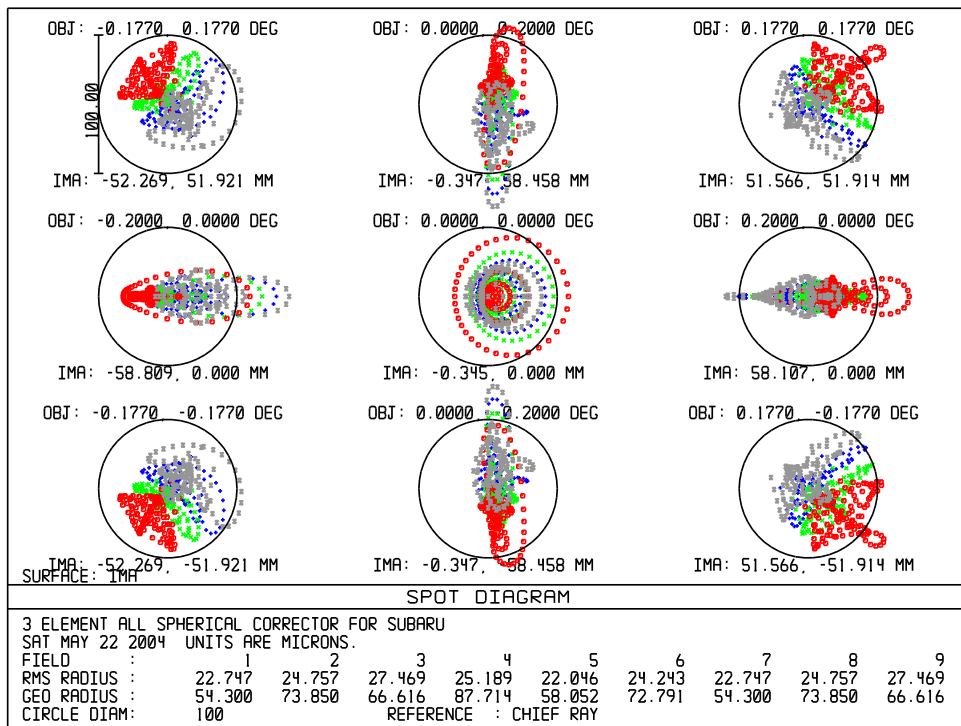 OBJ: -0.1770, 0.1770 DEG
OBJ: 0.0000, 0.2000 DEG
OBJ: 0.1770, 0.1770 DEG
100.00
IMA: -52.269, 51.921 MM
IMA: -0.347, 58.458 MM
IMA: 51.566, 51.914 MM
OBJ: -0.2000, 0.0000 DEG
OBJ: 0.0000, 0.0000 DEG
OBJ: 0.2000, 0.0000 DEG
IMA: -58.809, 0.000 MM
IMA: -0.345, 0.000 MM
IMA: 58.107, 0.000 MM
OBJ: -0.1770, -0.1770 DEG
OBJ: 0.0000, 0.2000 DEG
OBJ: 0.1770, -0.1770 DEG
IMA: -52.269, -51.921 MM
IMA: -0.347, -58.458 MM
IMA: 51.566, -51.914 MM
SURFACE: IMA
SPOT DIAGRAM
3 ELEMENT ALL SPHERICAL CORRECTOR FOR SUBARU
SAT MAY 22 2004 UNITS ARE MICRONS.
FIELD : 1 2 3 4 5 6 7 8 9
RMS RADIUS : 22.747 24.757 27.469 25.189 22.046 24.243 22.747 24.757 27.469
GEO RADIUS : 54.300 73.850 66.616 87.714 58.052 72.791 54.300 73.850 66.616
CIRCLE DIAM: 100 REFERENCE : CHIEF RAY